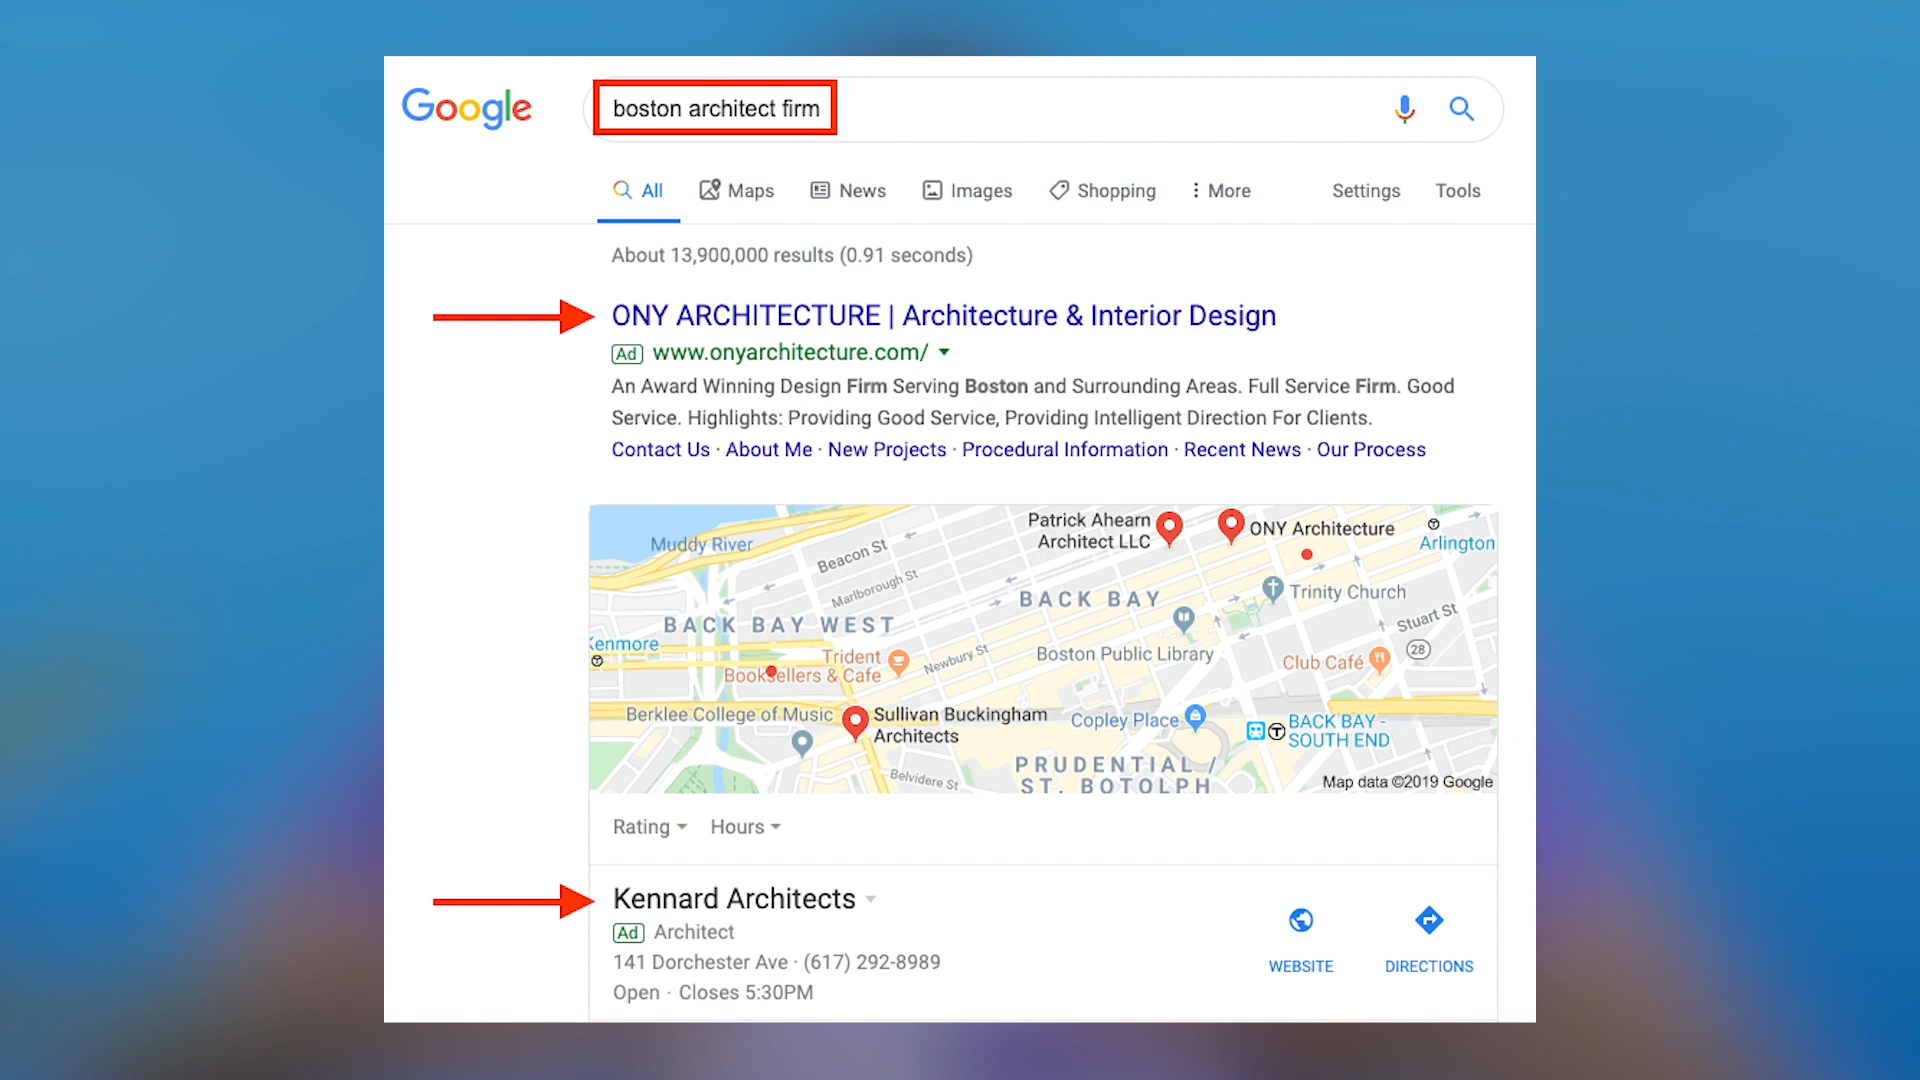 Google
boston architect firm
All
Maps
News
Images
Shopping
More
Settings
Tools
About 13,900,000 results (0.91 seconds)
ONY ARCHITECTURE | Architecture & Interior Design
Ad www.onyarchitecture.com/
An Award Winning Design Firm Serving Boston and Surrounding Areas. Full Service Firm. Good
Service. Highlights: Providing Good Service, Providing Intelligent Direction For Clients.
Contact Us · About Me · New Projects · Procedural Information · Recent News · Our Process
Patrick Ahearn
Architect LLC
ONY Architecture
Muddy River
Beacon St
Arlington
Marlborough St
BACK BAY
Trinity Church
BACK BAY WEST
Stuart St
Kenmore
Trident
Booksellers & Cafe
Newbury St
Boston Public Library
Club Café
28
Berklee College of Music
Sullivan Buckingham
Architects
Copley Place
T
BACK BAY -
SOUTH END
Belvidere St
PRUDENTIAL /
ST. BOTOLPH
Map data ©2019 Google
Rating
Hours
Kennard Architects
Ad Architect
141 Dorchester Ave · (617) 292-8989
Open · Closes 5:30PM
WEBSITE
DIRECTIONS